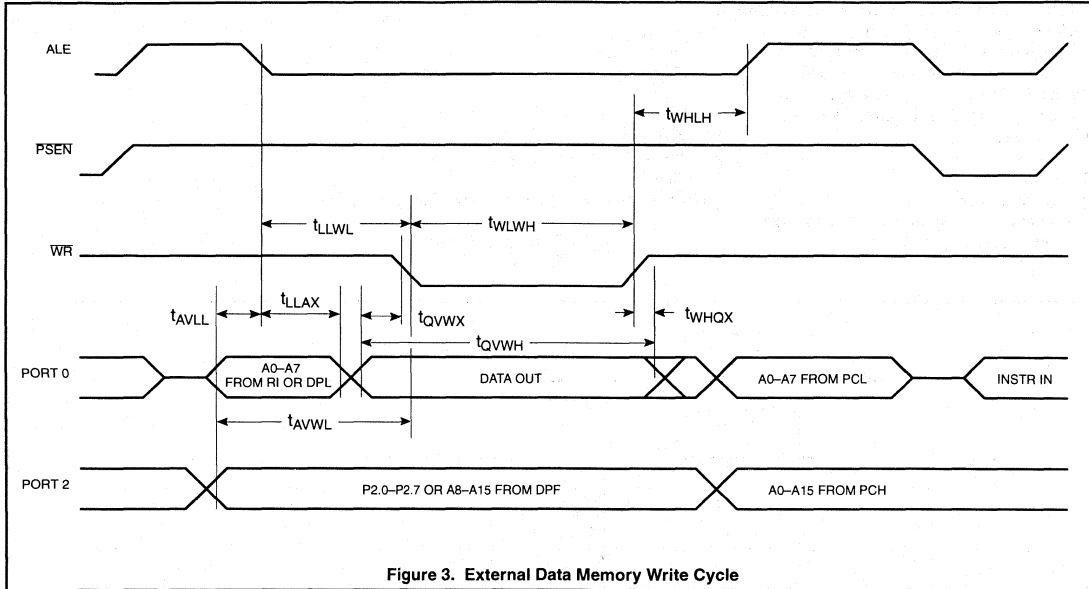 ALE
tWHLH
PSEN
tLLWL
tWLWH
WR
tLLAX
tAVLL
tQVWX
tWHQX
tQVWH
PORT 0
A0–A7
FROM RI OR DPL
DATA OUT
A0–A7 FROM PCL
INSTR IN
tAVWL
PORT 2
P2.0–P2.7 OR A8–A15 FROM DPF
A0–A15 FROM PCH
Figure 3. External Data Memory Write Cycle